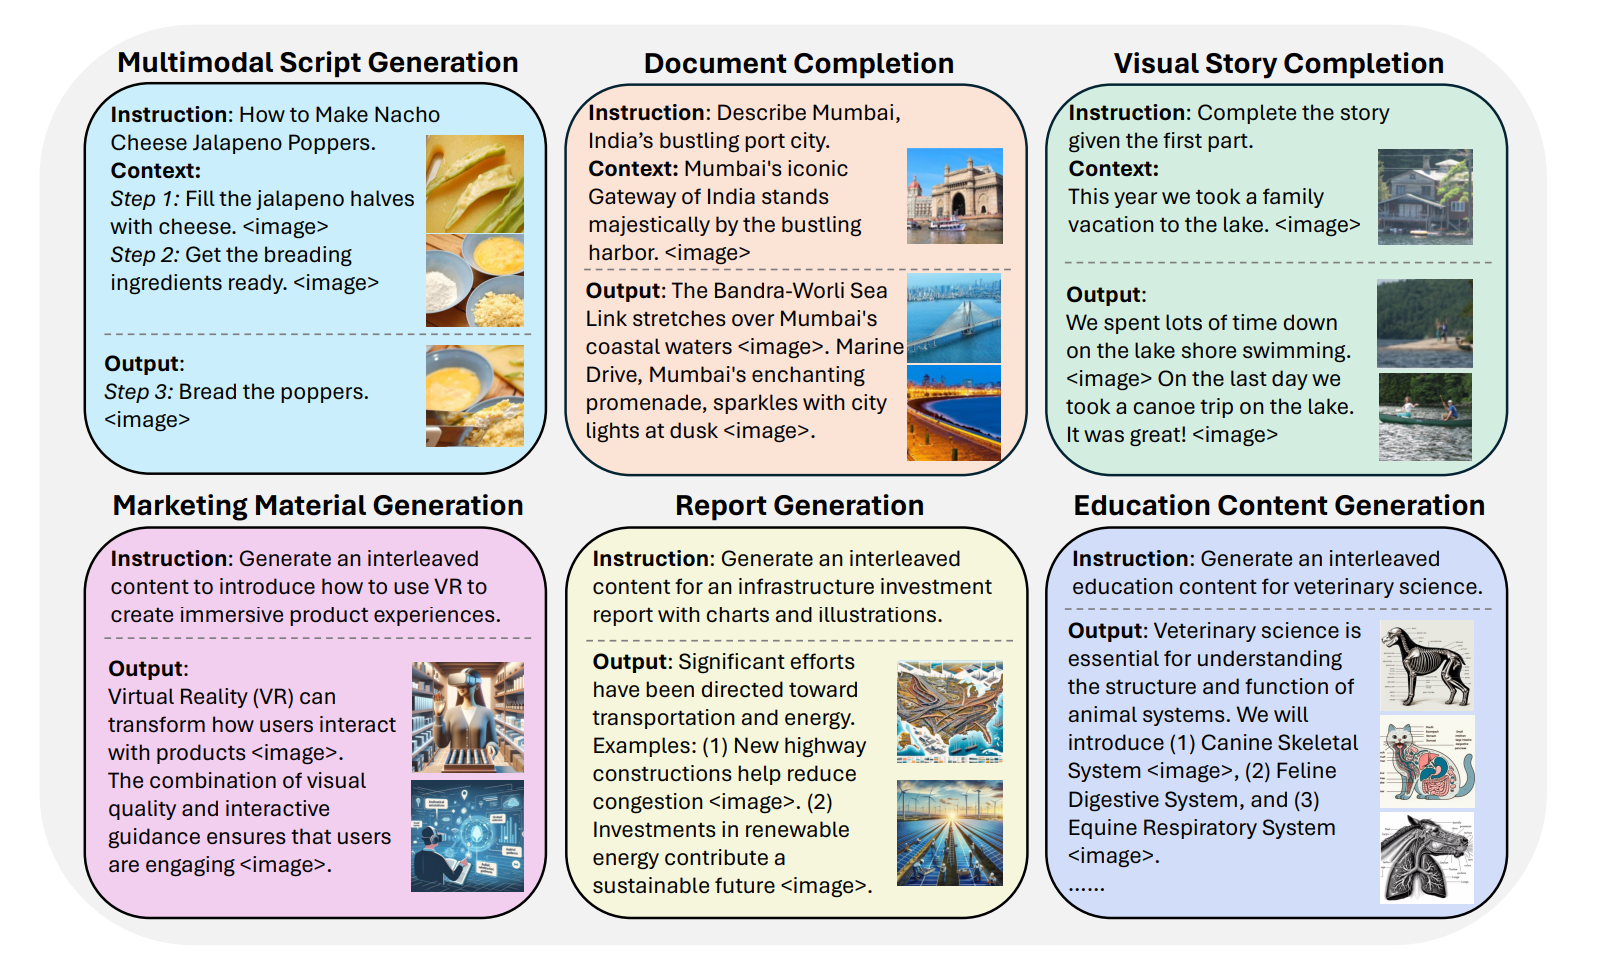 Multimodal Script Generation
Instruction: How to Make Nacho
Cheese Jalapeno Poppers.
Context:
Step 1: Fill the jalapeno halves
with cheese. <image>
Step 2: Get the breading
ingredients ready. <image>
Output:
Step 3: Bread the poppers.
<image>
Document Completion
Instruction: Describe Mumbai,
India’s bustling port city.
Context: Mumbai's iconic
Gateway of India stands
majestically by the bustling
harbor. <image>
Output: The Bandra-Worli Sea
Link stretches over Mumbai's
coastal waters <image>. Marine
Drive, Mumbai's enchanting
promenade, sparkles with city
lights at dusk <image>.
Visual Story Completion
Instruction: Complete the story
given the first part.
Context:
This year we took a family
vacation to the lake. <image>
Output:
We spent lots of time down
on the lake shore swimming.
<image> On the last day we
took a canoe trip on the lake.
It was great! <image>
Marketing Material Generation
Instruction: Generate an interleaved
content to introduce how to use VR to
create immersive product experiences.
Output:
Virtual Reality (VR) can
transform how users interact
with products <image>.
The combination of visual
quality and interactive
guidance ensures that users
are engaging <image>.
Report Generation
Instruction: Generate an interleaved
content for an infrastructure investment
report with charts and illustrations.
Output: Significant efforts
have been directed toward
transportation and energy.
Examples: (1) New highway
constructions help reduce
congestion <image>. (2)
Investments in renewable
energy contribute a
sustainable future <image>.
Education Content Generation
Instruction: Generate an interleaved
education content for veterinary science.
Output: Veterinary science is
essential for understanding
the structure and function of
animal systems. We will
introduce (1) Canine Skeletal
System <image>, (2) Feline
Digestive System, and (3)
Equine Respiratory System
<image>.
......